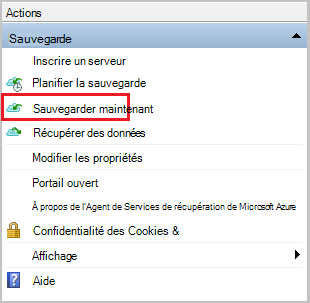 Actions
Sauvegarde
Inscrire un serveur
Planifier la sauvegarde
Sauvegarder maintenant
Récupérer des données
Modifier les propriétés
Portail ouvert
À propos de l'Agent de Services de récupération de Microsoft Azure
Confidentialité des Cookies &
Affichage
Aide